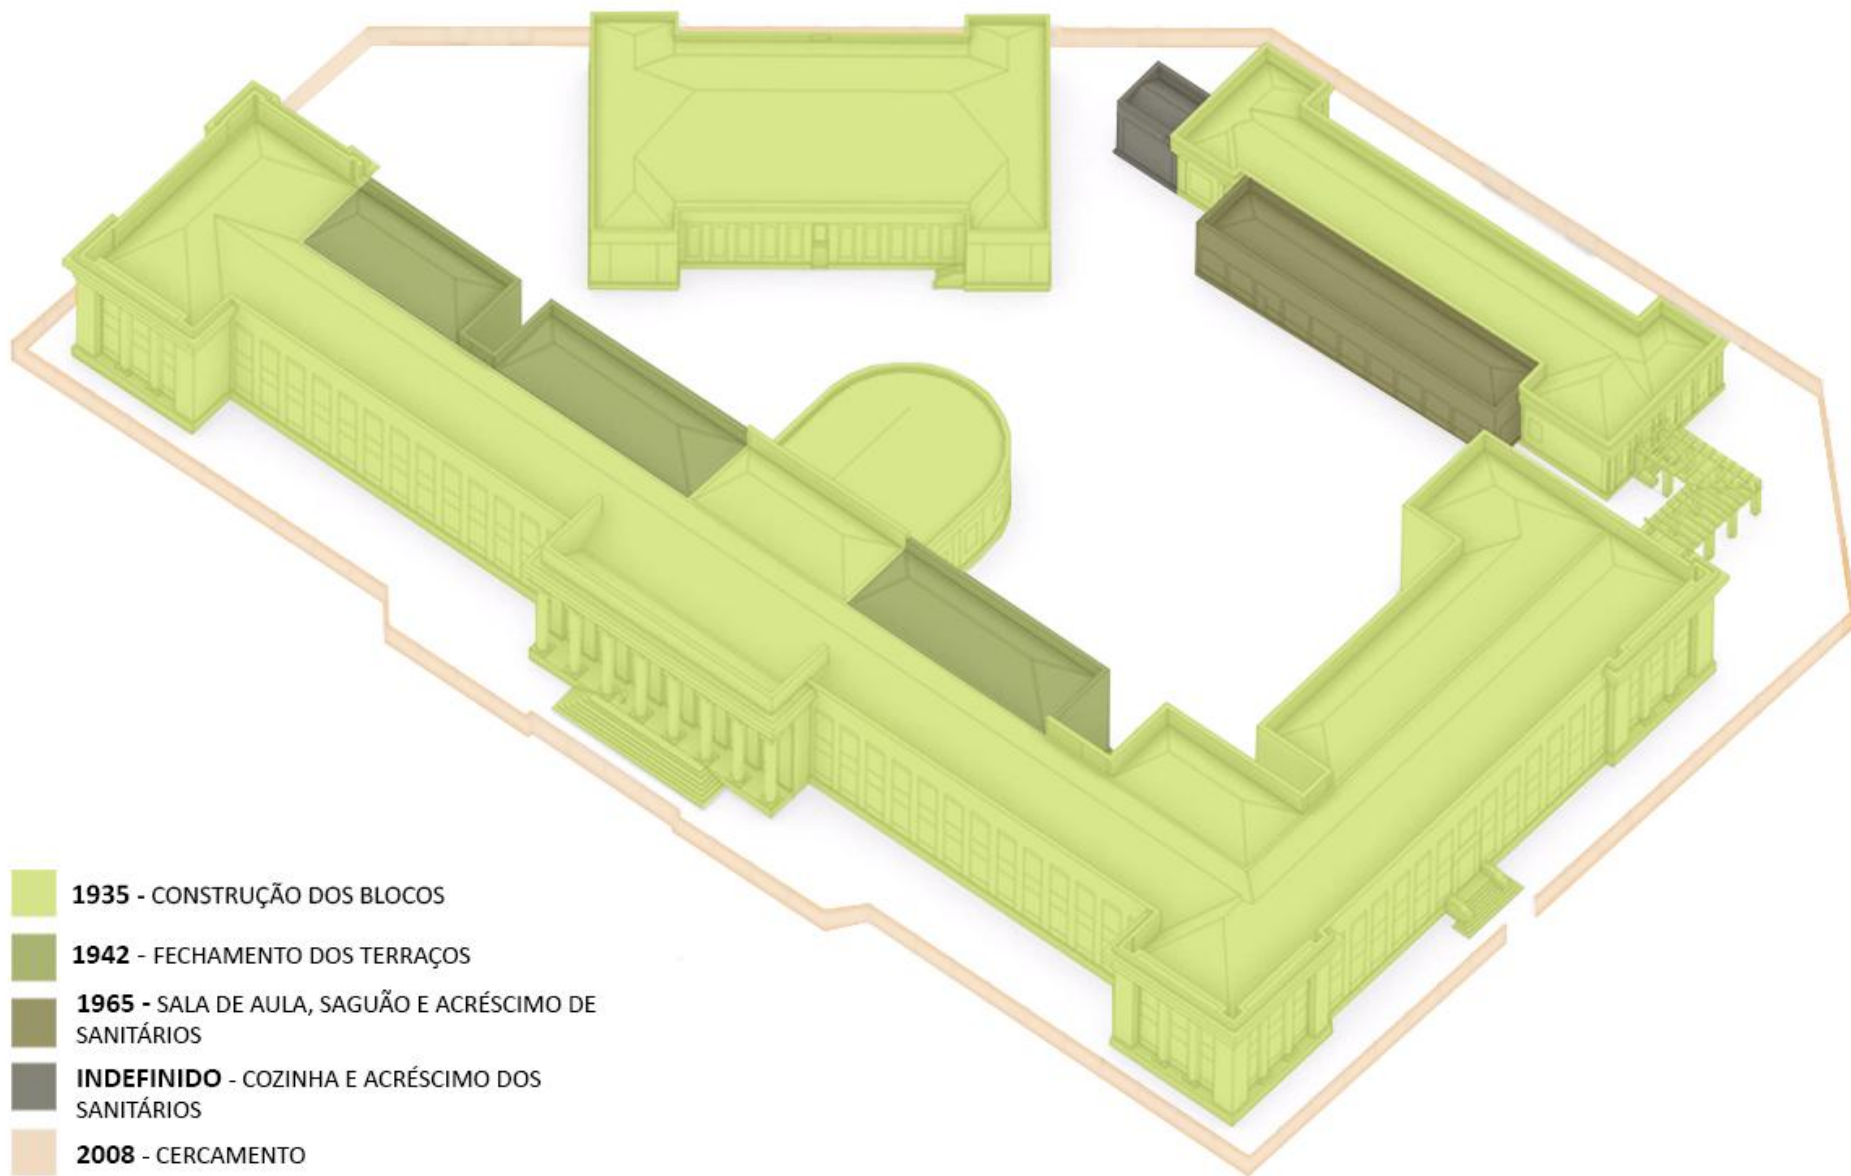 1935 - CONSTRUÇÃO DOS BLOCOS
1942 - FECHAMENTO DOS TERRAÇOS
1965 - SALA DE AULA, SAGUÃO E ACRÉSCIMO DE
SANITÁRIOS
INDEFINIDO - COZINHA E ACRÉSCIMO DOS
SANITÁRIOS
2008 - CERCAMENTO